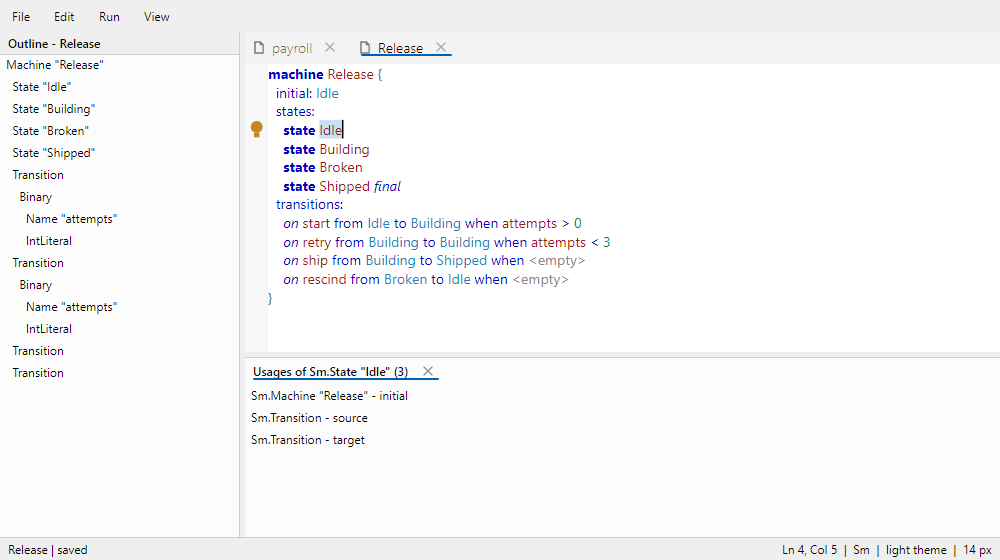 File Edit Run View
Outline - Release
Machine "Release"
State "Idle"
State "Building"
State "Broken"
State "Shipped"
Transition
Binary
Name "attempts"
IntLiteral
Transition
Binary
Name "attempts"
IntLiteral
Transition
Transition
payroll Release
machine Release {
initial: Idle
states:
state Idle
state Building
state Broken
state Shipped final
transitions:
on start from Idle to Building when attempts > 0
on retry from Building to Building when attempts < 3
on ship from Building to Shipped when <empty>
on rescind from Broken to Idle when <empty>
}
Usages of Sm.State "Idle" (3)
Sm.Machine "Release" - initial
Sm.Transition - source
Sm.Transition - target
Release | saved
Ln 4, Col 5 | Sm | light theme | 14 px